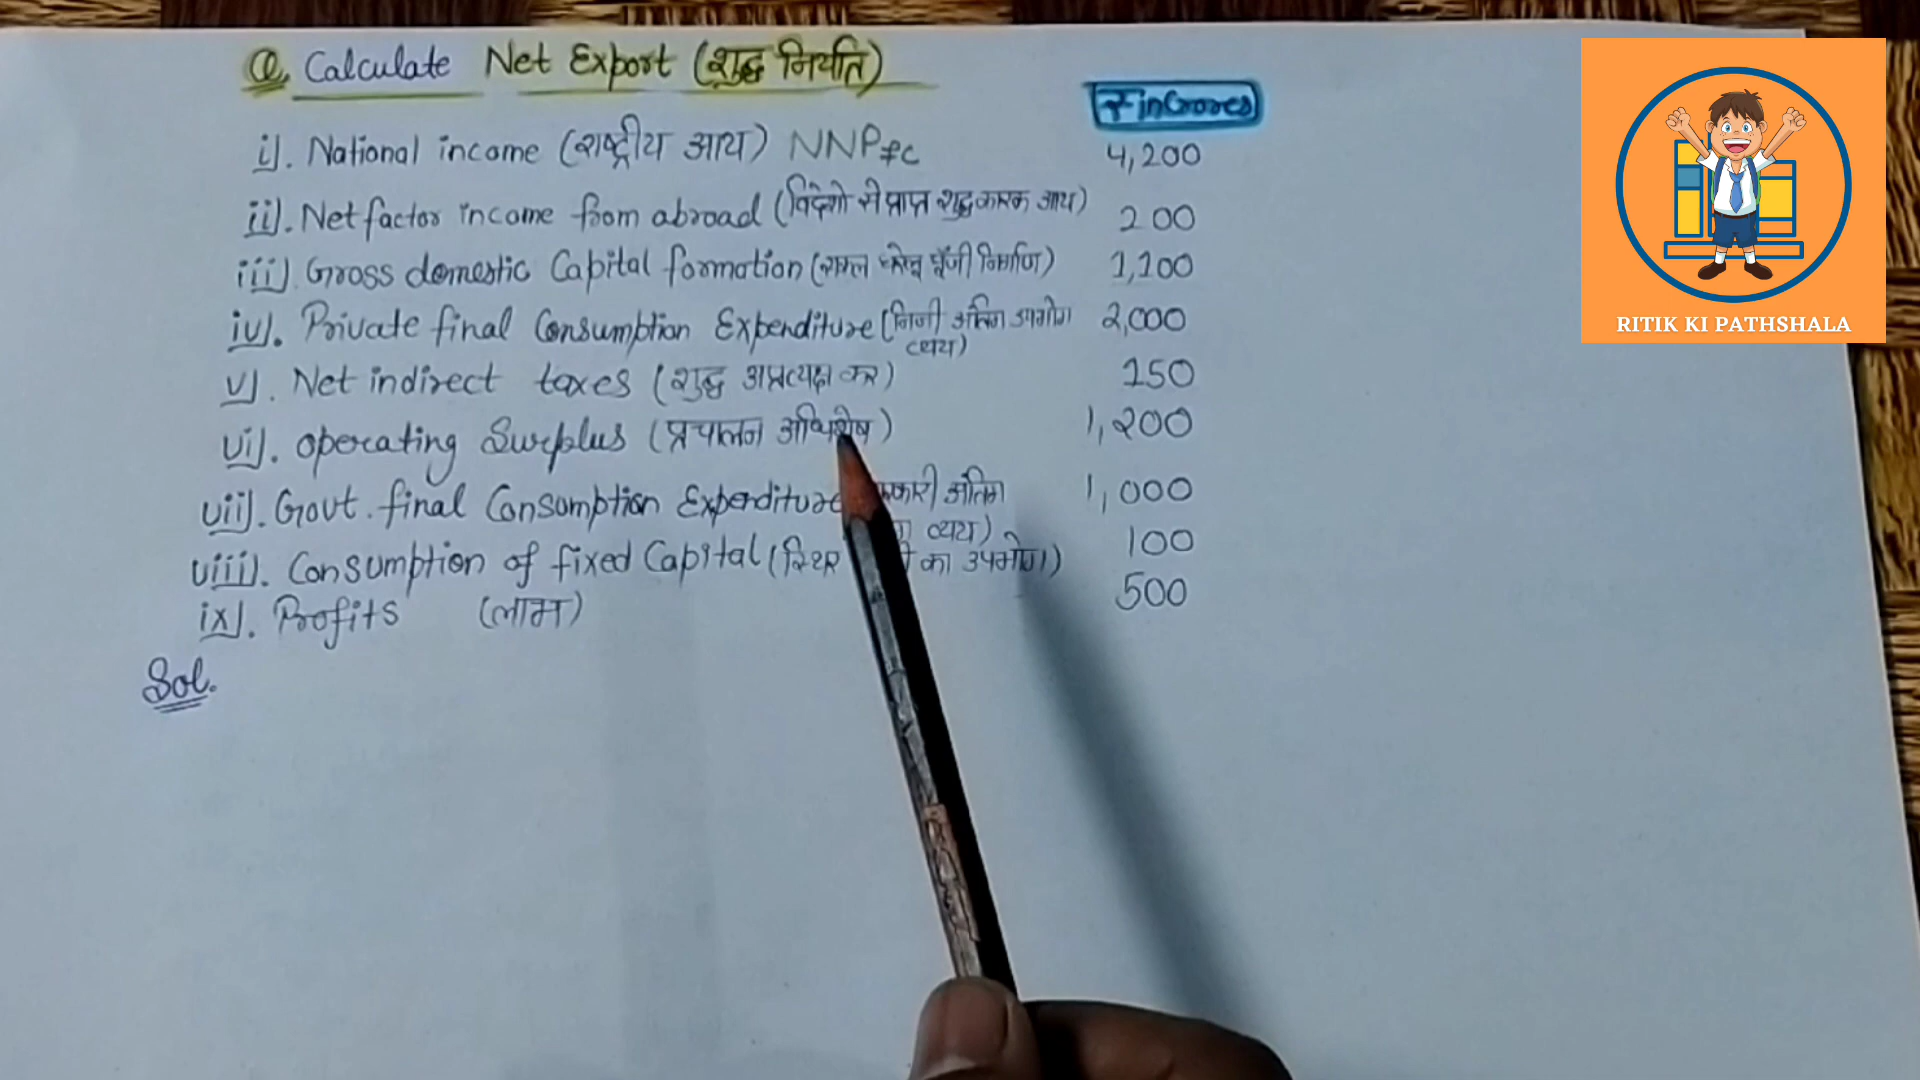 Q. Calculate Net Export (शुद्ध निर्यात)
₹ in Crores
i). National income (राष्ट्रीय आय) NNPFC 4,200
ii). Net factor income from abroad (विदेशो से प्राप्त शुद्ध कारक आय) 200
iii). Gross domestic Capital formation (सकल घरेलू पूँजी निर्माण) 1,100
iv). Private final Consumption Expenditure (निजी अंतिम उपभोग व्यय) 2,000
v). Net indirect taxes (शुद्ध अप्रत्यक्ष कर) 150
vi). Operating Surplus (प्रचालन अधिशेष) 1,200
vii). Govt. final Consumption Expenditure अंतिम 1,000
व्यय)
viii). Consumption of fixed Capital (स्थिर का उपभोग) 100
ix). Profits (लाभ) 500
Sol.
RITIK KI PATHSHALA